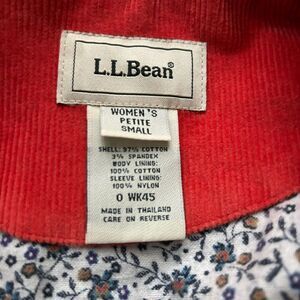 L.L.Bean®
WOMEN'S
PETITE
SMALL
SHELL: 97% COTTON
3% SPANDEX
BODY LINING:
100% COTTON
SLEEVE LINING:
100% NYLON
0 WK45
MADE IN THAILAND
CARE ON REVERSE